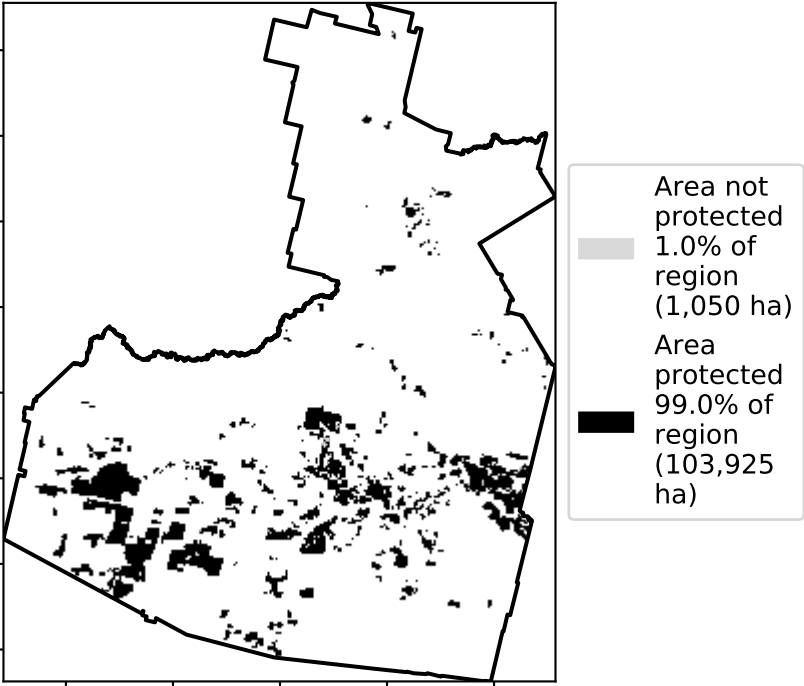 Area not
protected
1.0% of
region
(1,050 ha)
Area
protected
99.0% of
region
(103,925
ha)